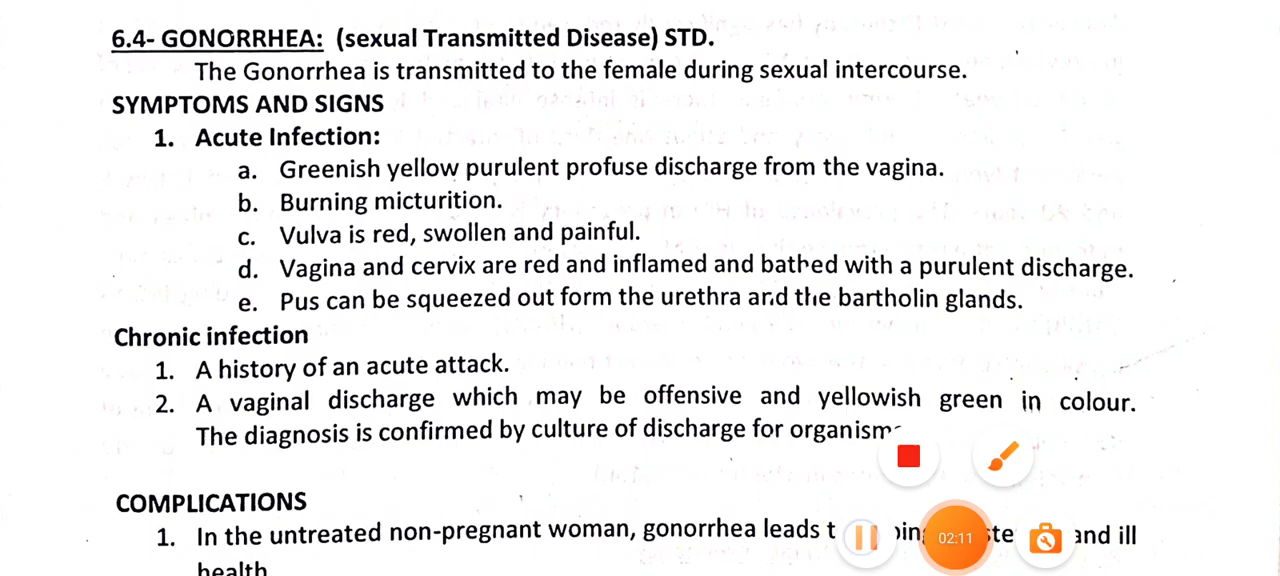 6.4- GONORRHEA: (sexual Transmitted Disease) STD.
The Gonorrhea is transmitted to the female during sexual intercourse.
SYMPTOMS AND SIGNS
1. Acute Infection:
a. Greenish yellow purulent profuse discharge from the vagina.
b. Burning micturition.
c. Vulva is red, swollen and painful.
d. Vagina and cervix are red and inflamed and bathed with a purulent discharge.
e. Pus can be squeezed out form the urethra and the bartholin glands.
Chronic infection
1. A history of an acute attack.
2. A vaginal discharge which may be offensive and yellowish green in colour.
The diagnosis is confirmed by culture of discharge for
COMPLICATIONS
1. In the untreated non-pregnant woman, gonorrhea leads and ill
health
02:11